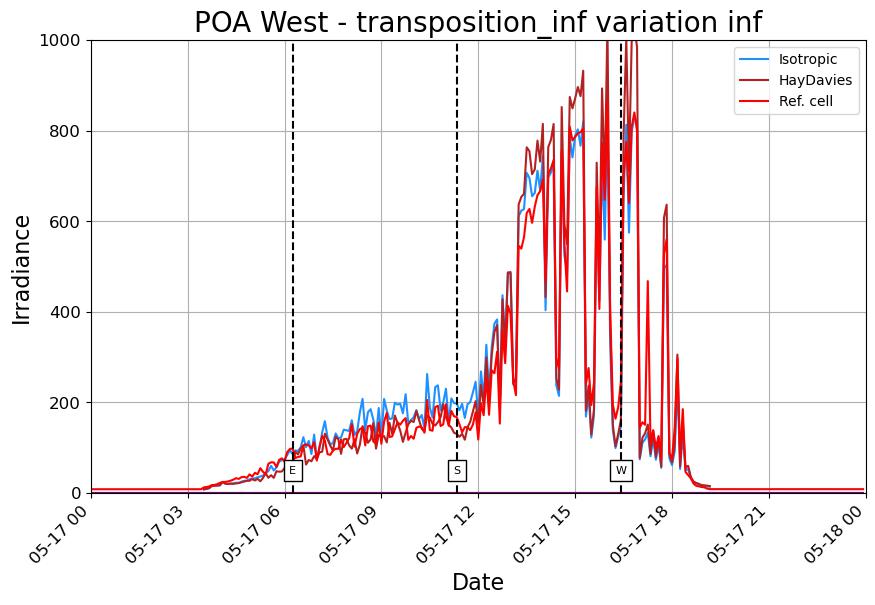 POA West - transposition_inf variation inf
Isotropic
HayDavies
Ref. cell
Irradiance
1000
800
600
400
200
0
E
S
W
05-17 00
05-17 03
05-17 06
05-17 09
05-17 12
05-17 15
05-17 18
05-17 21
05-18 00
Date